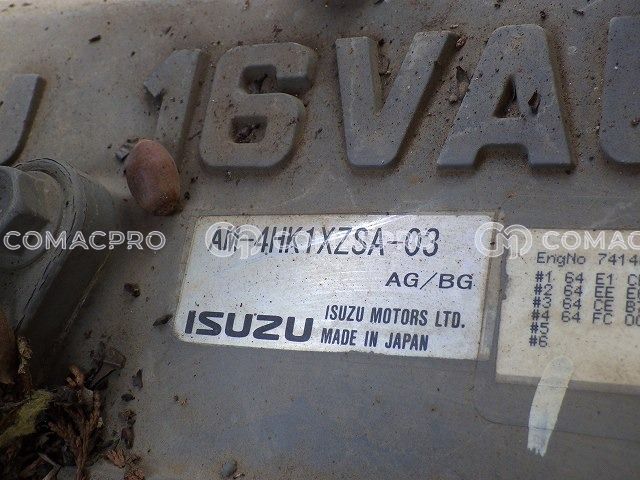 U 16VAL
COMACPRO COMACPRO COMACPRO
AM-4HK1XZSA-03
AG/BG
ISUZU ISUZU MOTORS LTD.
MADE IN JAPAN
EngNo 7414
#1 64 E1
#2 64 EE
#3 64 CE
#4 64 FC
#5
#6